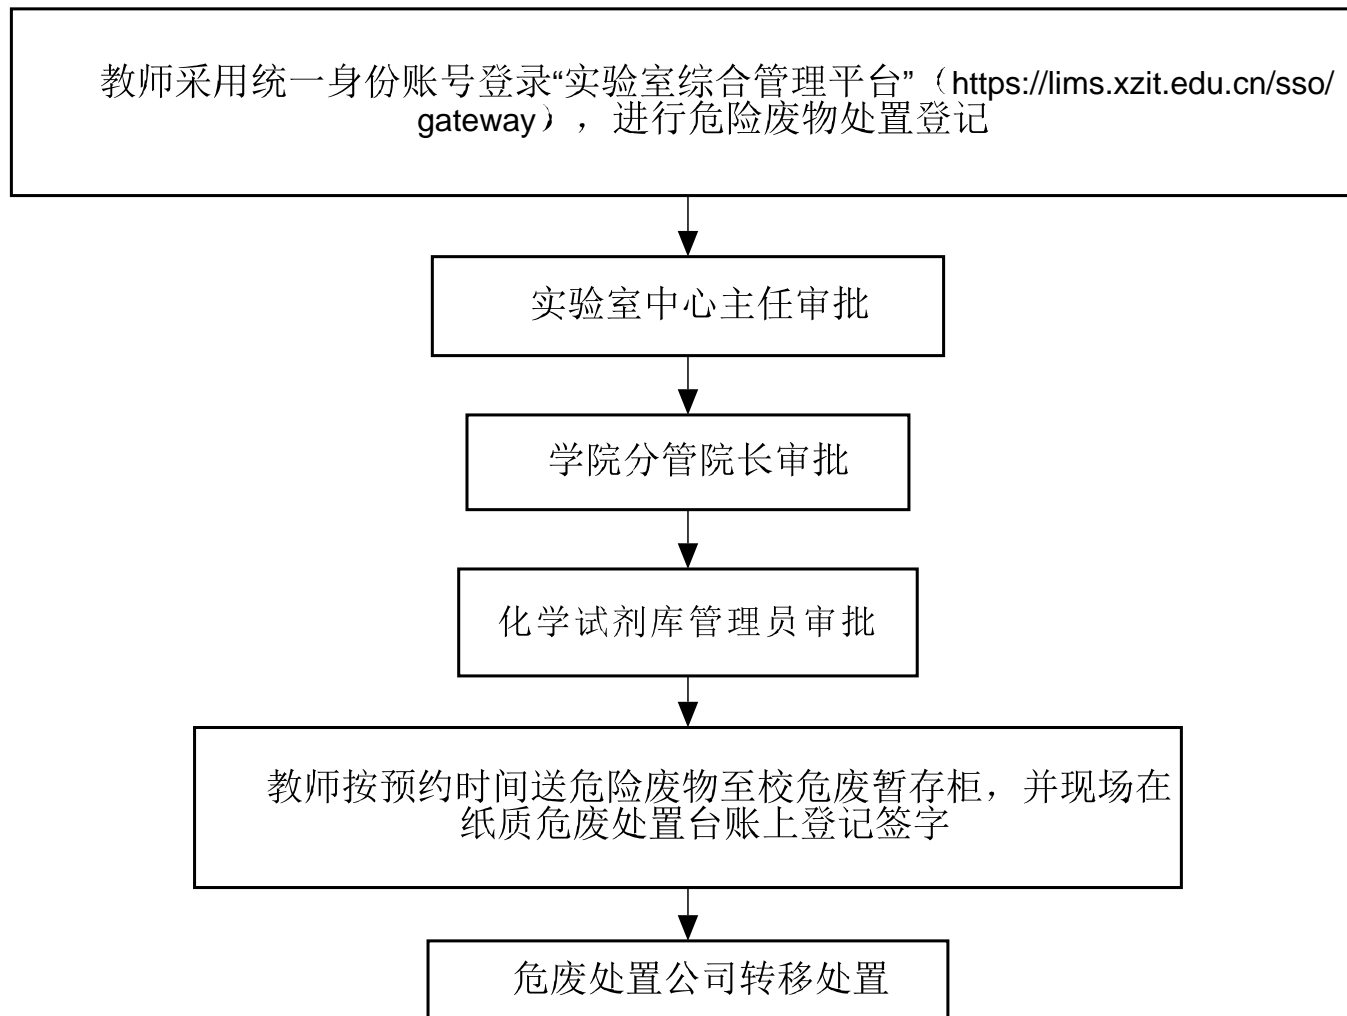 教师采用统一身份账号登录“实验室综合管理平台”（https://lims.xzit.edu.cn/sso/
gateway），进行危险废物处置登记
实验室中心主任审批
学院分管院长审批
化学试剂库管理员审批
教师按预约时间送危险废物至校危废暂存柜，并现场在
纸质危废处置台账上登记签字
危废处置公司转移处置